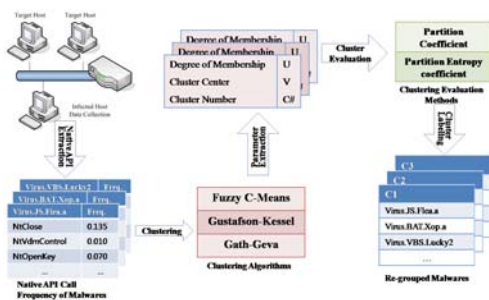 Target Host
Target Host
Infected Host
Data Collection
Native API
Extraction
Virus.VBS.Lucky2 Freq.
Virus.BAT.Xop.a Freq.
Virus.JS.Flea.a Freq.
NtClose 0.135
NtVdmControl 0.010
NtOpenKey 0.070
... ...
Native API Call
Frequency of Malwares
Clustering
Fuzzy C-Means
Gustafson-Kessel
Gath-Geva
Clustering Algorithms
Parameter
Extraction
Degree of Membership U
Degree of Membership U
Degree of Membership U
Cluster Center V
Cluster Number C#
Cluster
Evaluation
Partition
Coefficient
Partition Entropy
coefficient
Clustering Evaluation
Methods
Cluster
Labeling
C3
C2
C1
Virus.JS.Flea.a
Virus.BAT.Xop.a
Virus.VBS.Lucky2
...
Re-grouped Malwares